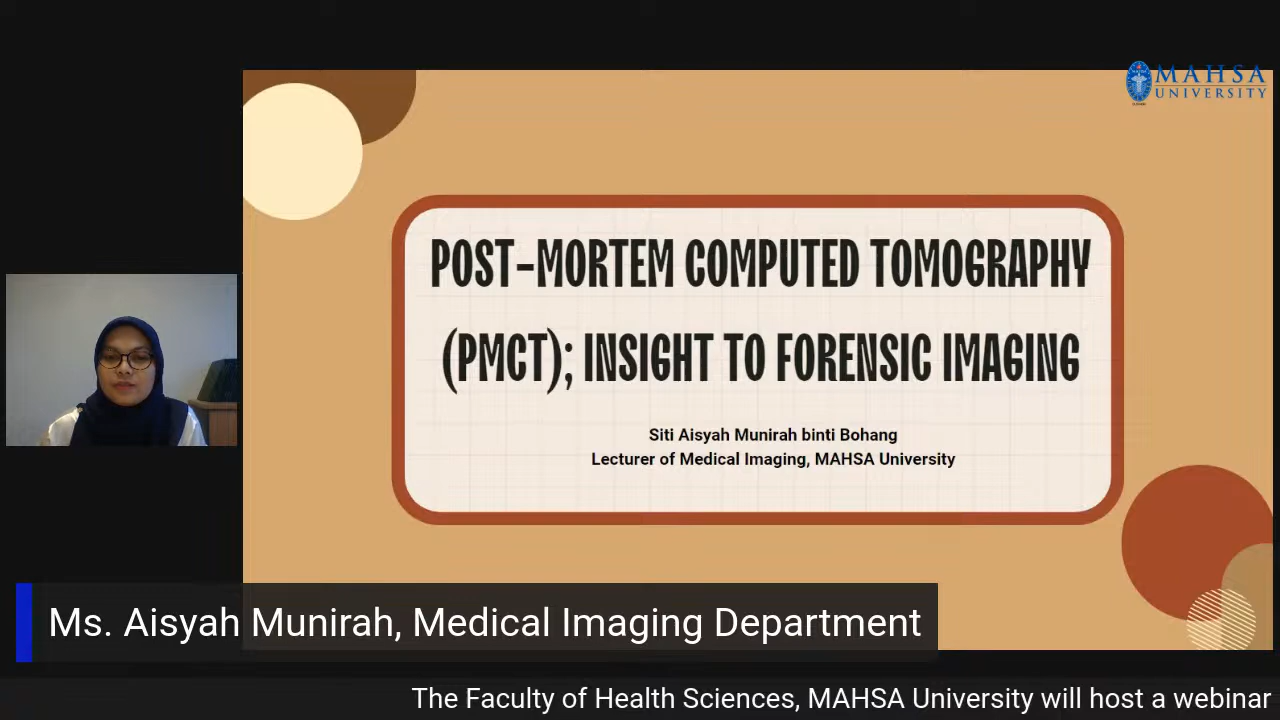 MAHSA
UNIVERSITY
POST-MORTEM COMPUTED TOMOGRAPHY
(PMCT); INSIGHT TO FORENSIC IMAGING
Siti Aisyah Munirah binti Bohang
Lecturer of Medical Imaging, MAHSA University
Ms. Aisyah Munirah, Medical Imaging Department
The Faculty of Health Sciences, MAHSA University will host a webinar